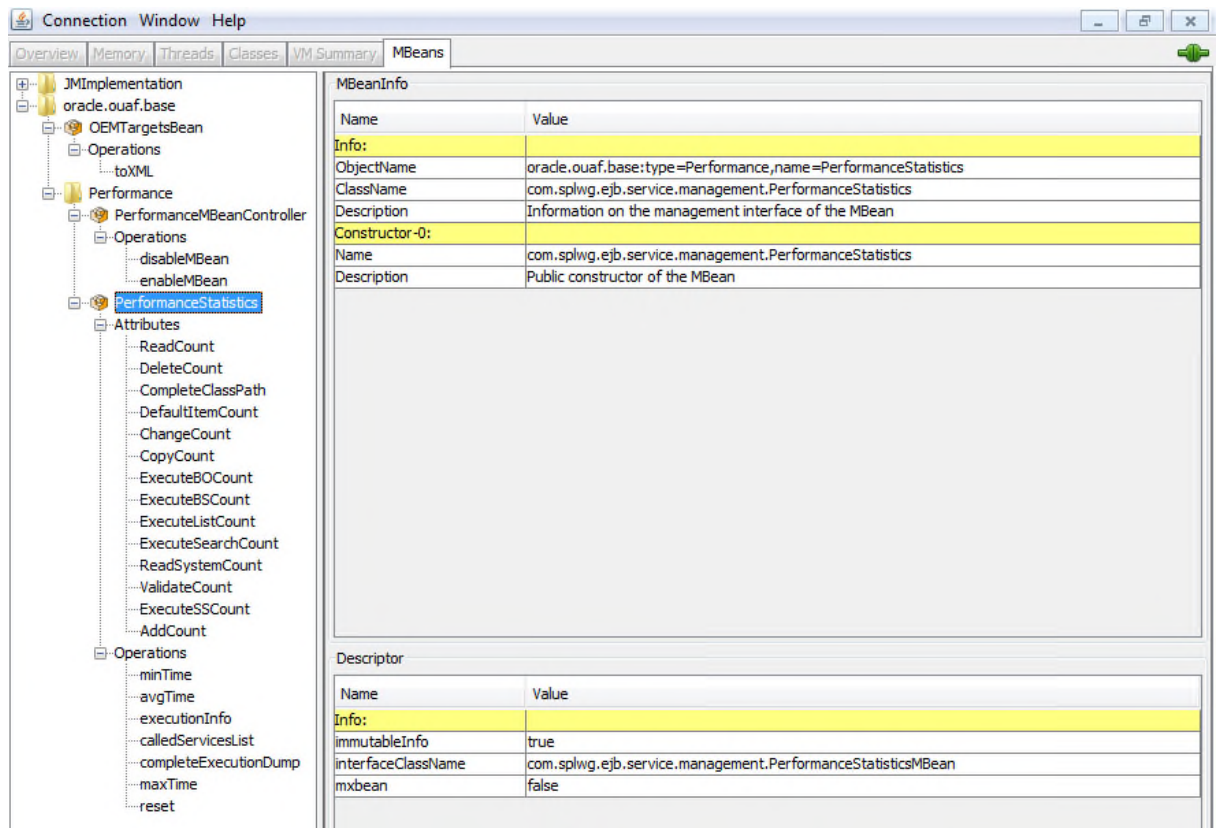 Connection Window Help
Overview Memory Threads Classes VM Summary MBeans
JMImplementation
oracle.ouaf.base
OEMTargetsBean
Operations
toXML
Performance
PerformanceMBeanController
Operations
disableMBean
enableMBean
PerformanceStatistics
Attributes
ReadCount
DeleteCount
CompleteClassPath
DefaultItemCount
ChangeCount
CopyCount
ExecuteBOCount
ExecuteBSCount
ExecuteListCount
ExecuteSearchCount
ReadSystemCount
ValidateCount
ExecuteSSCount
AddCount
Operations
minTime
avgTime
executionInfo
calledServicesList
completeExecutionDump
maxTime
reset
MBeanInfo
Name Value
Info:
ObjectName oracle.ouaf.base:type=Performance,name=PerformanceStatistics
ClassName com.splwg.ejb.service.management.PerformanceStatistics
Description Information on the management interface of the MBean
Constructor-0:
Name com.splwg.ejb.service.management.PerformanceStatistics
Description Public constructor of the MBean
Descriptor
Name Value
Info:
immutableInfo true
interfaceClassName com.splwg.ejb.service.management.PerformanceStatisticsMBean
mxbean false